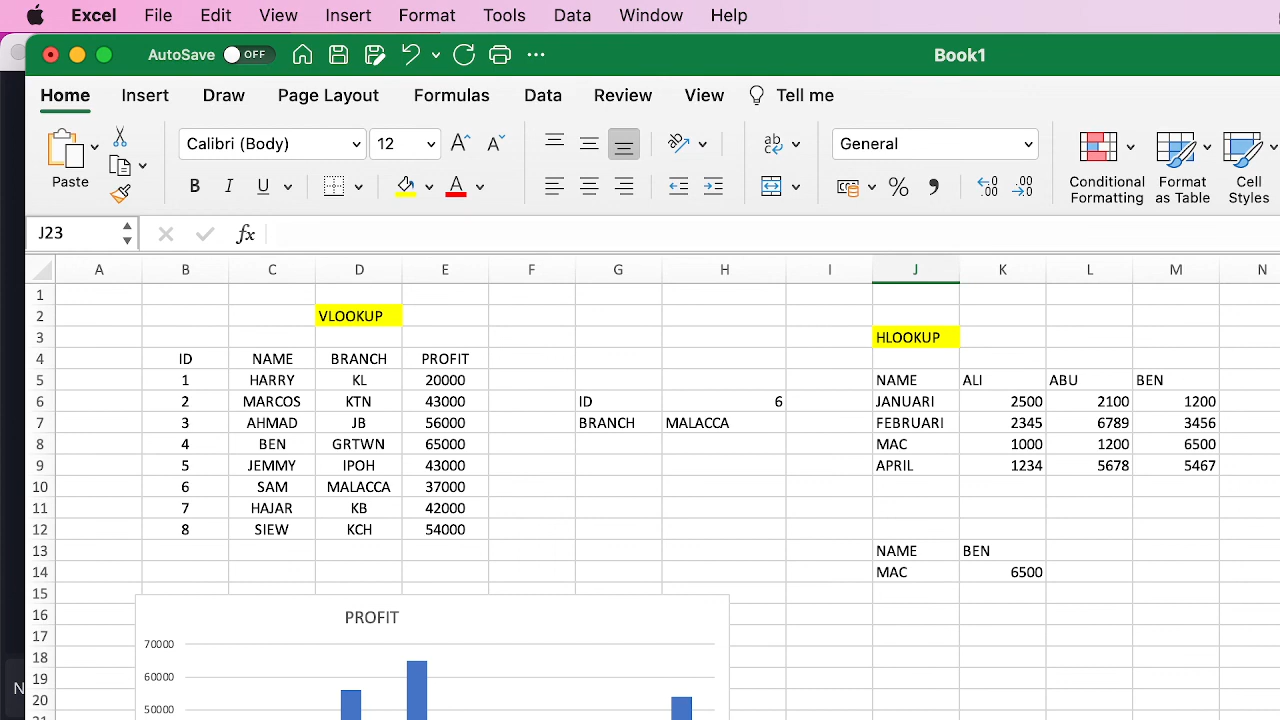 Excel File Edit View Insert Format Tools Data Window Help
AutoSave OFF Book1
Home Insert Draw Page Layout Formulas Data Review View Tell me
Calibri (Body) 12 General
Paste B I U A % Conditional Formatting Format as Table Cell Styles
J23 fx
A B C D E F G H I J K L M N
1
2 VLOOKUP
3 HLOOKUP
4 ID NAME BRANCH PROFIT
5 1 HARRY KL 20000 NAME ALI ABU BEN
6 2 MARCOS KTN 43000 ID 6 JANUARI 2500 2100 1200
7 3 AHMAD JB 56000 BRANCH MALACCA FEBRUARI 2345 6789 3456
8 4 BEN GRTWN 65000 MAC 1000 1200 6500
9 5 JEMMY IPOH 43000 APRIL 1234 5678 5467
10 6 SAM MALACCA 37000
11 7 HAJAR KB 42000
12 8 SIEW KCH 54000
13 NAME BEN
14 MAC 6500
15
16 PROFIT
17 70000
18 60000
19
20 50000
N